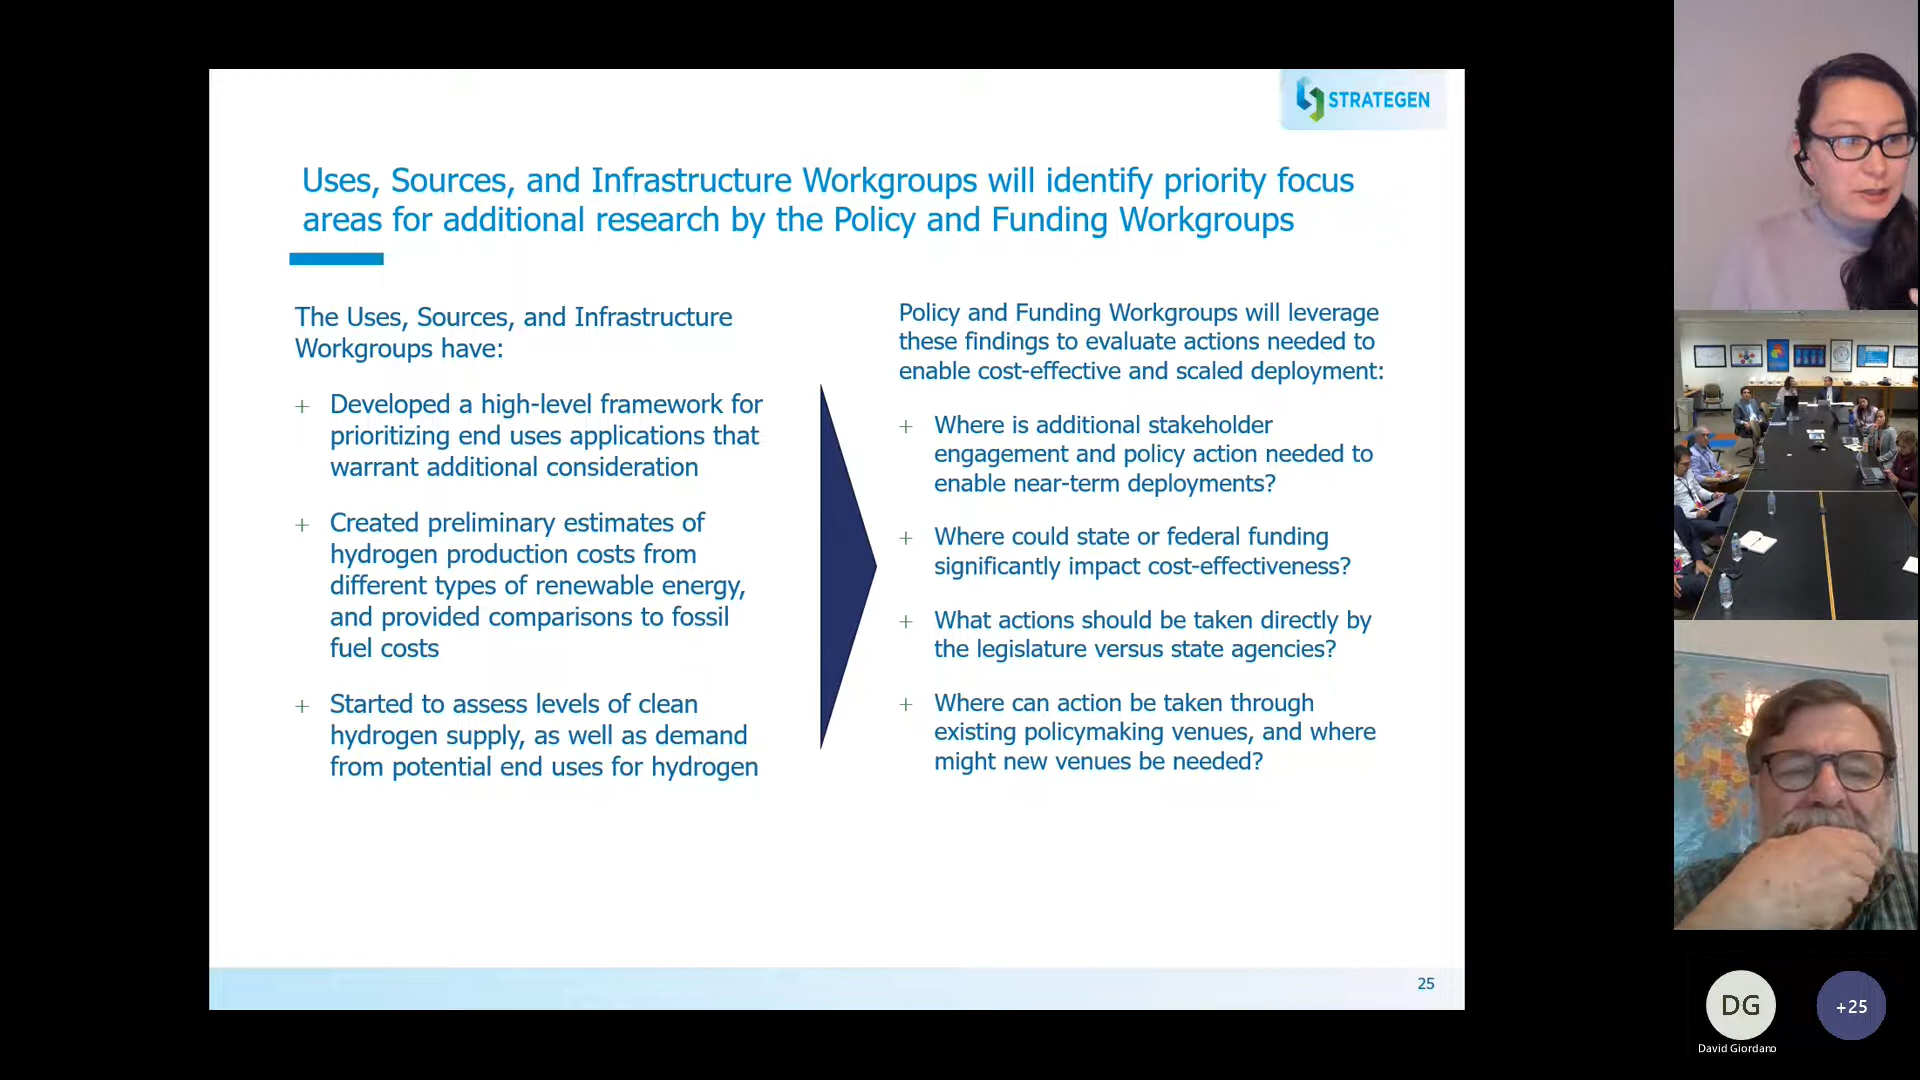 STRATEGEN
Uses, Sources, and Infrastructure Workgroups will identify priority focus
areas for additional research by the Policy and Funding Workgroups
The Uses, Sources, and Infrastructure
Workgroups have:
+ Developed a high-level framework for
prioritizing end uses applications that
warrant additional consideration
+ Created preliminary estimates of
hydrogen production costs from
different types of renewable energy,
and provided comparisons to fossil
fuel costs
+ Started to assess levels of clean
hydrogen supply, as well as demand
from potential end uses for hydrogen
Policy and Funding Workgroups will leverage
these findings to evaluate actions needed to
enable cost-effective and scaled deployment:
+ Where is additional stakeholder
engagement and policy action needed to
enable near-term deployments?
+ Where could state or federal funding
significantly impact cost-effectiveness?
+ What actions should be taken directly by
the legislature versus state agencies?
+ Where can action be taken through
existing policymaking venues, and where
might new venues be needed?
25
DG
+25
David Giordano